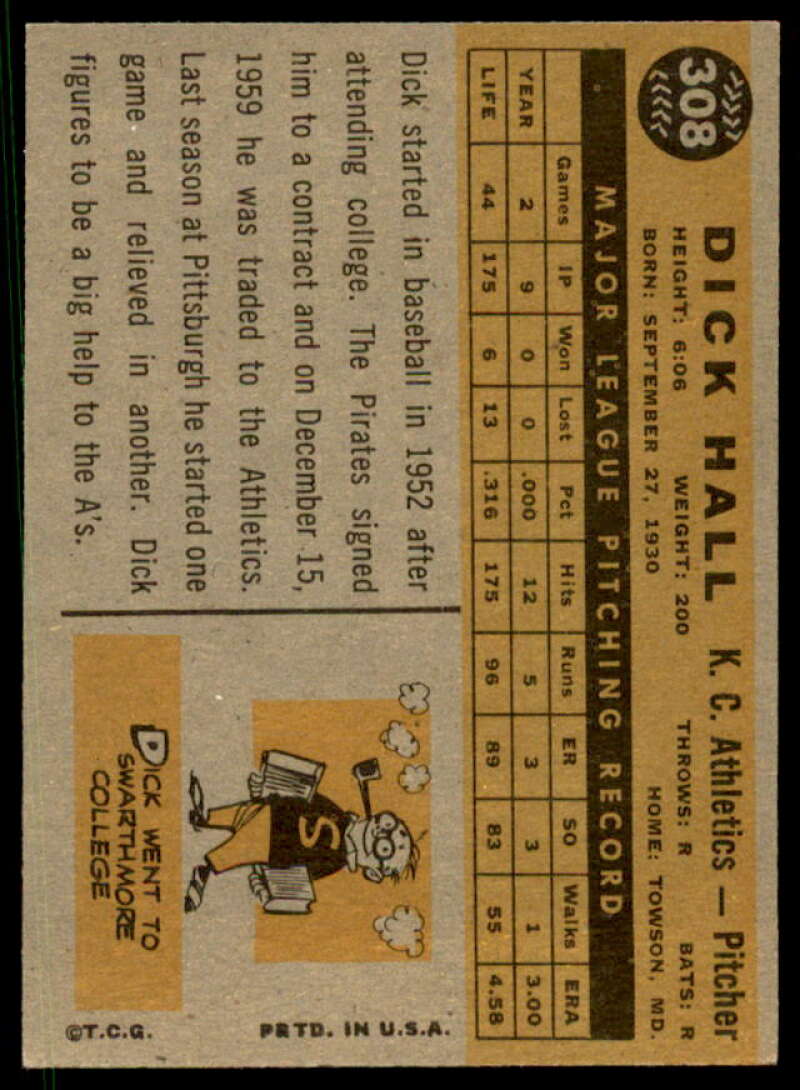 308
DICK HALL K. C. Athletics — Pitcher
HEIGHT: 6:06 WEIGHT: 200 THROWS: R BATS: R
BORN: SEPTEMBER 27, 1930 HOME: TOWSON, MD.
MAJOR LEAGUE PITCHING RECORD
Games IP Won Lost Pct Hits Runs ER SO Walks ERA
YEAR 2 9 0 0 .000 12 5 3 3 1 3.00
LIFE 44 175 6 13 .316 175 96 89 83 55 4.58
Dick started in baseball in 1952 after
attending college. The Pirates signed
him to a contract and on December 15,
1959 he was traded to the Athletics.
Last season at Pittsburgh he started one
game and relieved in another. Dick
figures to be a big help to the A's.
S
DICK WENT TO
SWARTHMORE
COLLEGE
©T.C.G. PRTD. IN U.S.A.